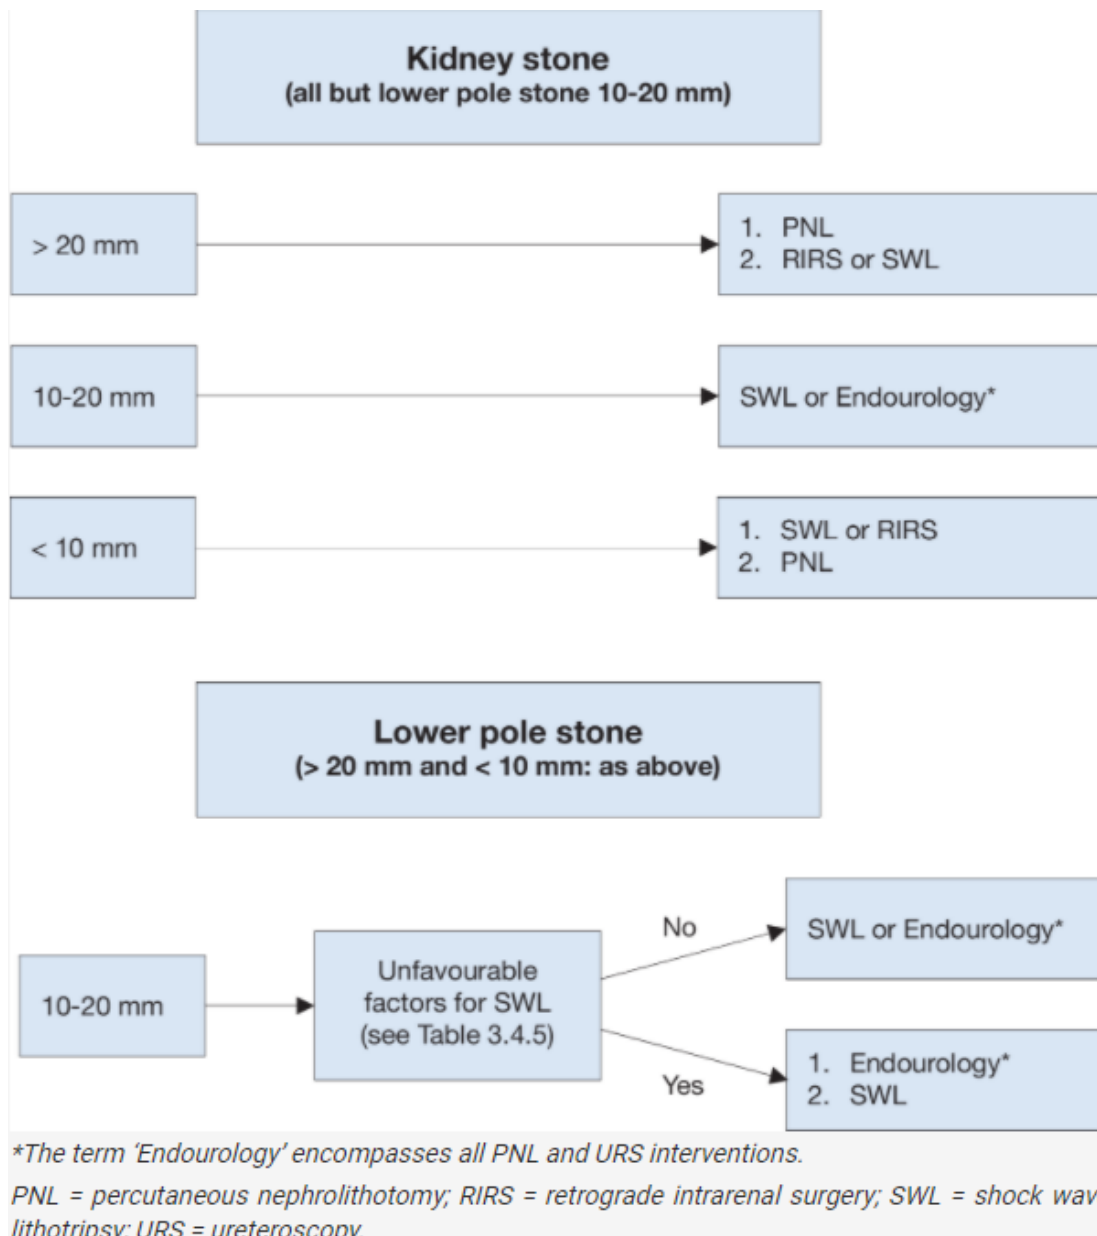 Kidney stone
(all but lower pole stone 10-20 mm)
> 20 mm
1. PNL
2. RIRS or SWL
10-20 mm
SWL or Endourology*
< 10 mm
1. SWL or RIRS
2. PNL
Lower pole stone
(> 20 mm and < 10 mm: as above)
10-20 mm
Unfavourable
factors for SWL
(see Table 3.4.5)
No
SWL or Endourology*
Yes
1. Endourology*
2. SWL
*The term ‘Endourology’ encompasses all PNL and URS interventions.
PNL = percutaneous nephrolithotomy; RIRS = retrograde intrarenal surgery; SWL = shock wav
lithotripsy; URS = ureteroscopy.